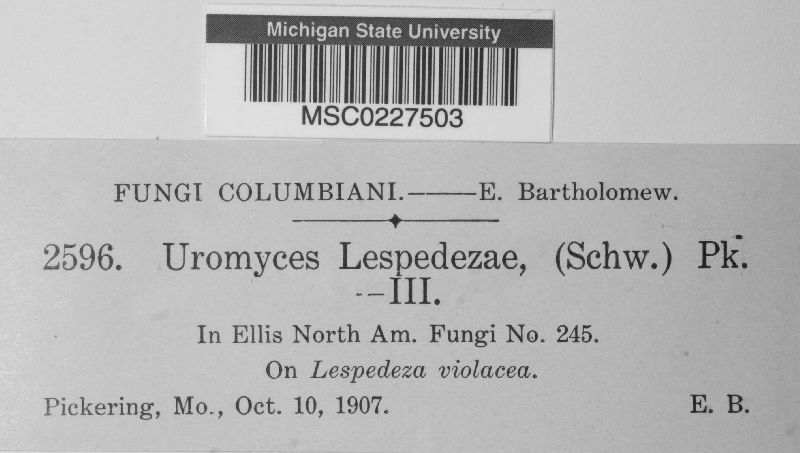 Michigan State University
MSC0227503
FUNGI COLUMBIANI.——E. Bartholomew.
2596. Uromyces Lespedezae, (Schw.) Pk.
--III.
In Ellis North Am. Fungi No. 245.
On Lespedeza violacea.
Pickering, Mo., Oct. 10, 1907. E. B.